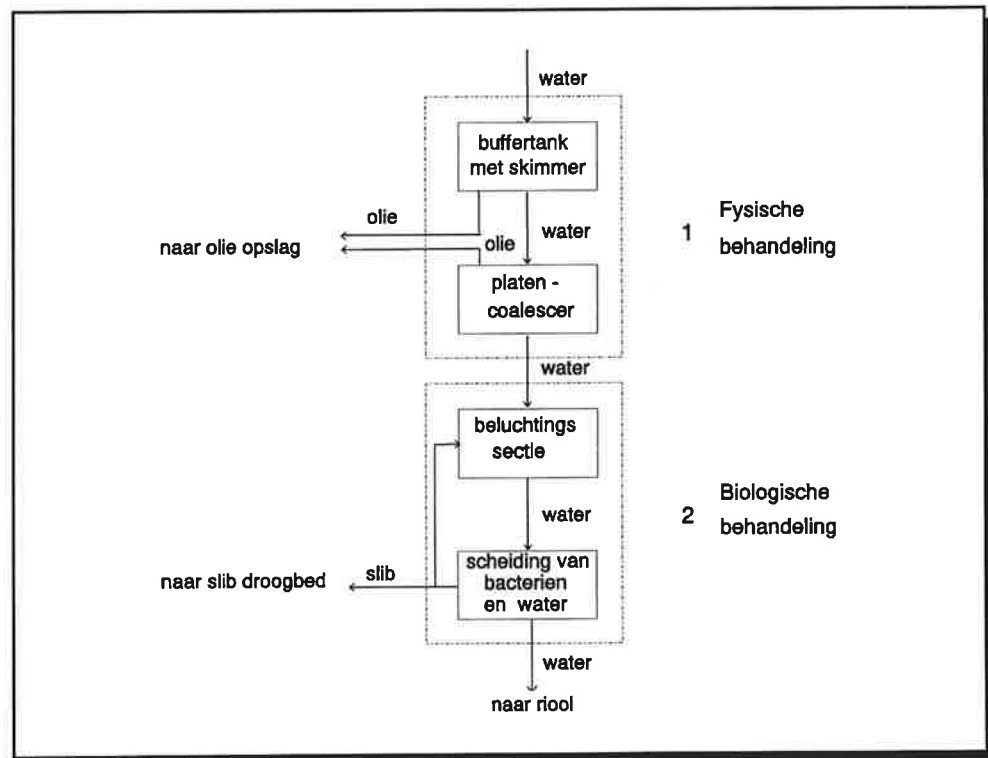 water
buffertank
met skimmer
olie
water
naar olie opslag
olie
1
Fysische
behandeling
platen -
coalescer
water
beluchtings
sectie
water
2
Biologische
behandeling
scheiding van
bacterien
en water
slib
naar slib droogbed
water
naar riool